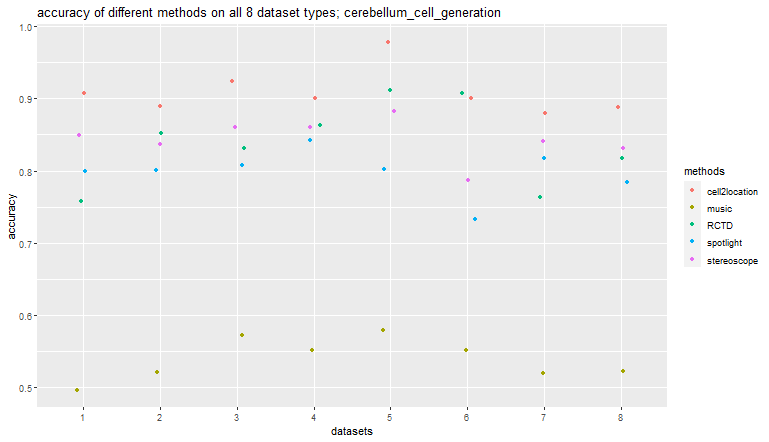 accuracy of different methods on all 8 dataset types; cerebellum_cell_generation
1.0
0.9
0.8
0.7
0.6
0.5
accuracy
1 2 3 4 5 6 7 8
datasets
methods
cell2location
music
RCTD
spotlight
stereoscope